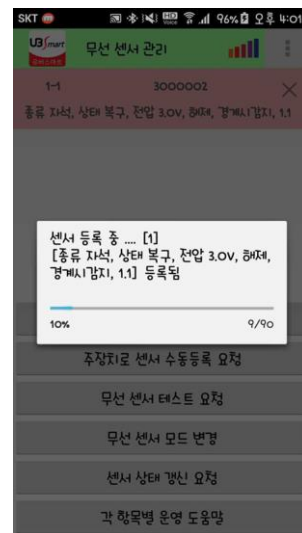 SKT 96% 오후 4:01
U3Smart 무선 센서 관리
1-1 3000002
종류 자석, 상태 복구, 전압 3.0V, 해제, 경계시감지, 1.1
센서 등록 중 .... [1]
[종류 자석, 상태 복구, 전압 3.0V, 해제,
경계시감지, 1.1] 등록됨
10% 9/90
주장치로 센서 수동등록 요청
무선 센서 테스트 요청
무선 센서 모드 변경
센서 상태 갱신 요청
각 항목별 운영 도움말